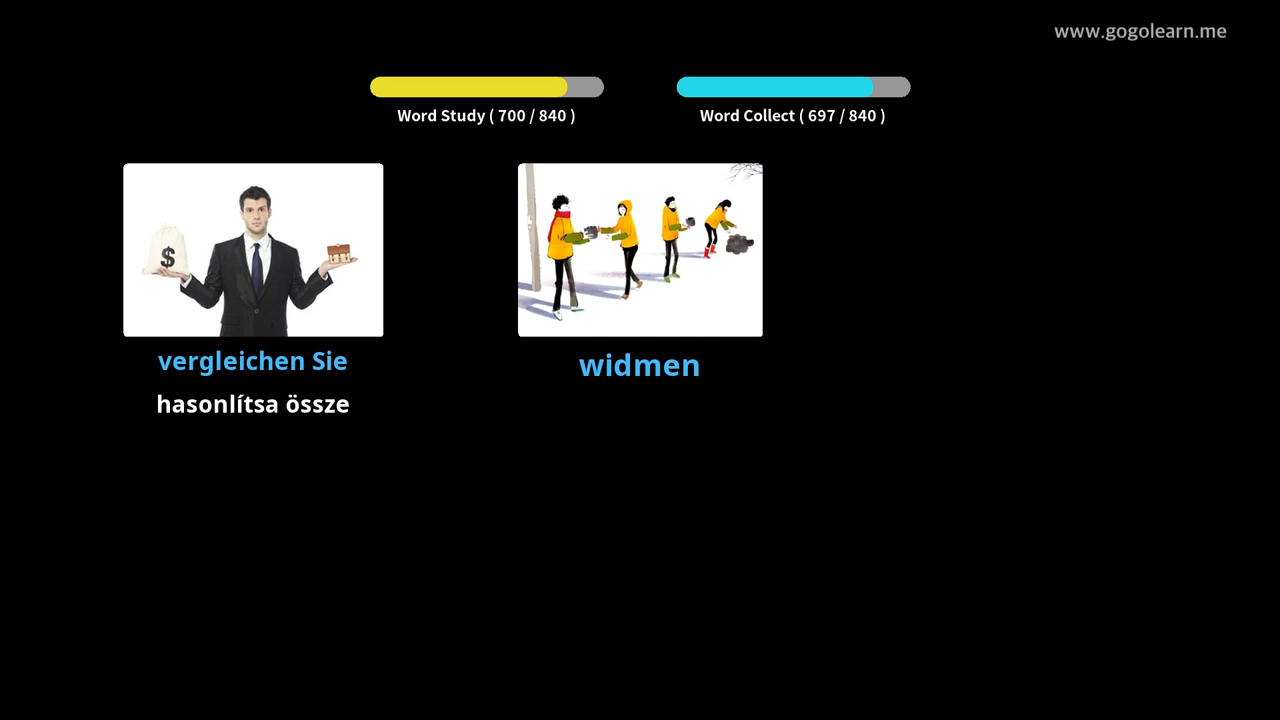 www.gogolearn.me
Word Study ( 700 / 840 )
Word Collect ( 697 / 840 )
$
vergleichen Sie
hasonlítsa össze
widmen